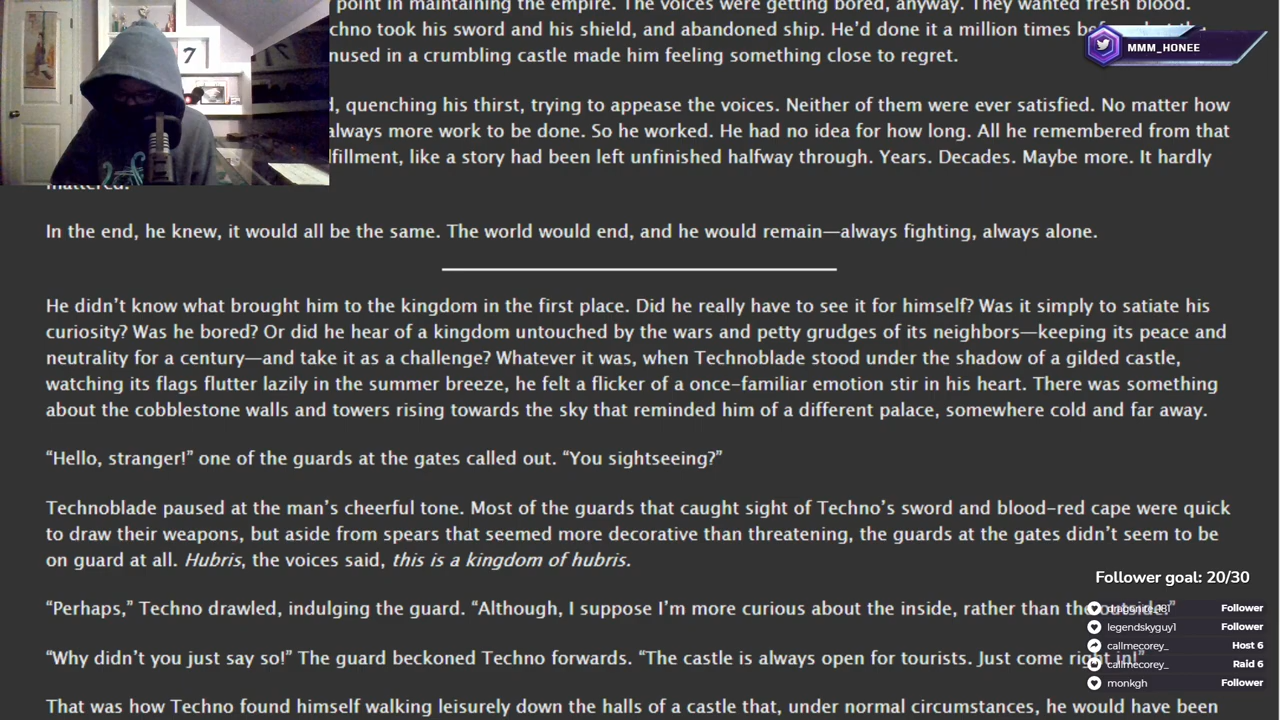 point in maintaining the empire. The voices were getting bored, anyway. They wanted fresh blood.
chno took his sword and his shield, and abandoned ship. He’d done it a million times
nused in a crumbling castle made him feeling something close to regret.
MMM_HONEE
7
d, quenching his thirst, trying to appease the voices. Neither of them were ever satisfied. No matter how
always more work to be done. So he worked. He had no idea for how long. All he remembered from that
lfillment, like a story had been left unfinished halfway through. Years. Decades. Maybe more. It hardly
mattered.
In the end, he knew, it would all be the same. The world would end, and he would remain—always fighting, always alone.
He didn’t know what brought him to the kingdom in the first place. Did he really have to see it for himself? Was it simply to satiate his
curiosity? Was he bored? Or did he hear of a kingdom untouched by the wars and petty grudges of its neighbors—keeping its peace and
neutrality for a century—and take it as a challenge? Whatever it was, when Technoblade stood under the shadow of a gilded castle,
watching its flags flutter lazily in the summer breeze, he felt a flicker of a once-familiar emotion stir in his heart. There was something
about the cobblestone walls and towers rising towards the sky that reminded him of a different palace, somewhere cold and far away.
“Hello, stranger!” one of the guards at the gates called out. “You sightseeing?”
Technoblade paused at the man’s cheerful tone. Most of the guards that caught sight of Techno’s sword and blood-red cape were quick
to draw their weapons, but aside from spears that seemed more decorative than threatening, the guards at the gates didn’t seem to be
on guard at all. Hubris, the voices said, this is a kingdom of hubris.
Follower goal: 20/30
“Perhaps,” Techno drawled, indulging the guard. “Although, I suppose I’m more curious about the inside, rather than the
Follower
legendskyguy1 Follower
callmecorey_ Host 6
“Why didn’t you just say so!” The guard beckoned Techno forwards. “The castle is always open for tourists. Just come right in!”
callmecorey_ Raid 6
monkgh Follower
That was how Techno found himself walking leisurely down the halls of a castle that, under normal circumstances, he would have been